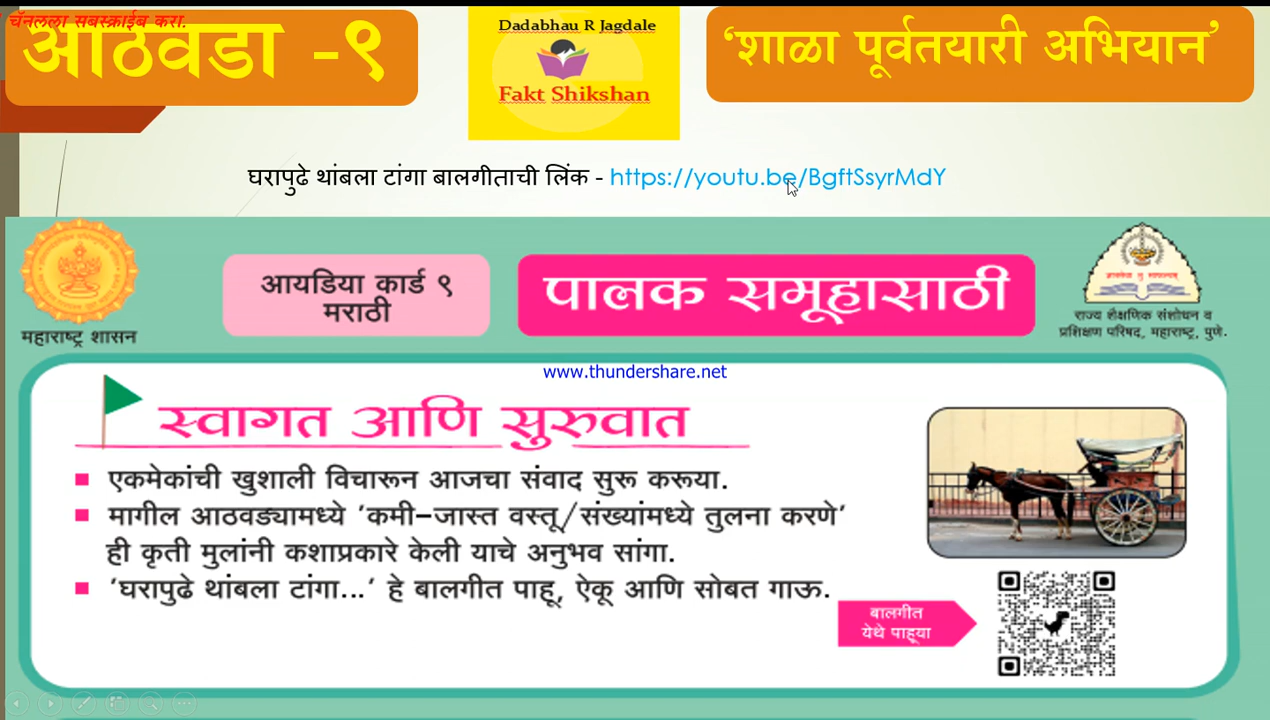 चॅनलला सबस्क्राईब करा.
आठवडा -९
Dadabhau R Jagdale
Fakt Shikshan
‘शाळा पूर्वतयारी अभियान’
घरापुढे थांबला टांगा बालगीताची लिंक - https://youtu.be/BgftSsyrMdY
महाराष्ट्र शासन
आयडिया कार्ड ९
मराठी
पालक समूहासाठी
राज्य शैक्षणिक संशोधन व
प्रशिक्षण परिषद, महाराष्ट्र, पुणे.
www.thundershare.net
स्वागत आणि सुरुवात
एकमेकांची खुशाली विचारून आजचा संवाद सुरू करूया.
मागील आठवड्यामध्ये 'कमी–जास्त वस्तू/संख्यांमध्ये तुलना करणे'
ही कृती मुलांनी कशाप्रकारे केली याचे अनुभव सांगा.
'घरापुढे थांबला टांगा...' हे बालगीत पाहू, ऐकू आणि सोबत गाऊ.
बालगीत
येथे पाहूया